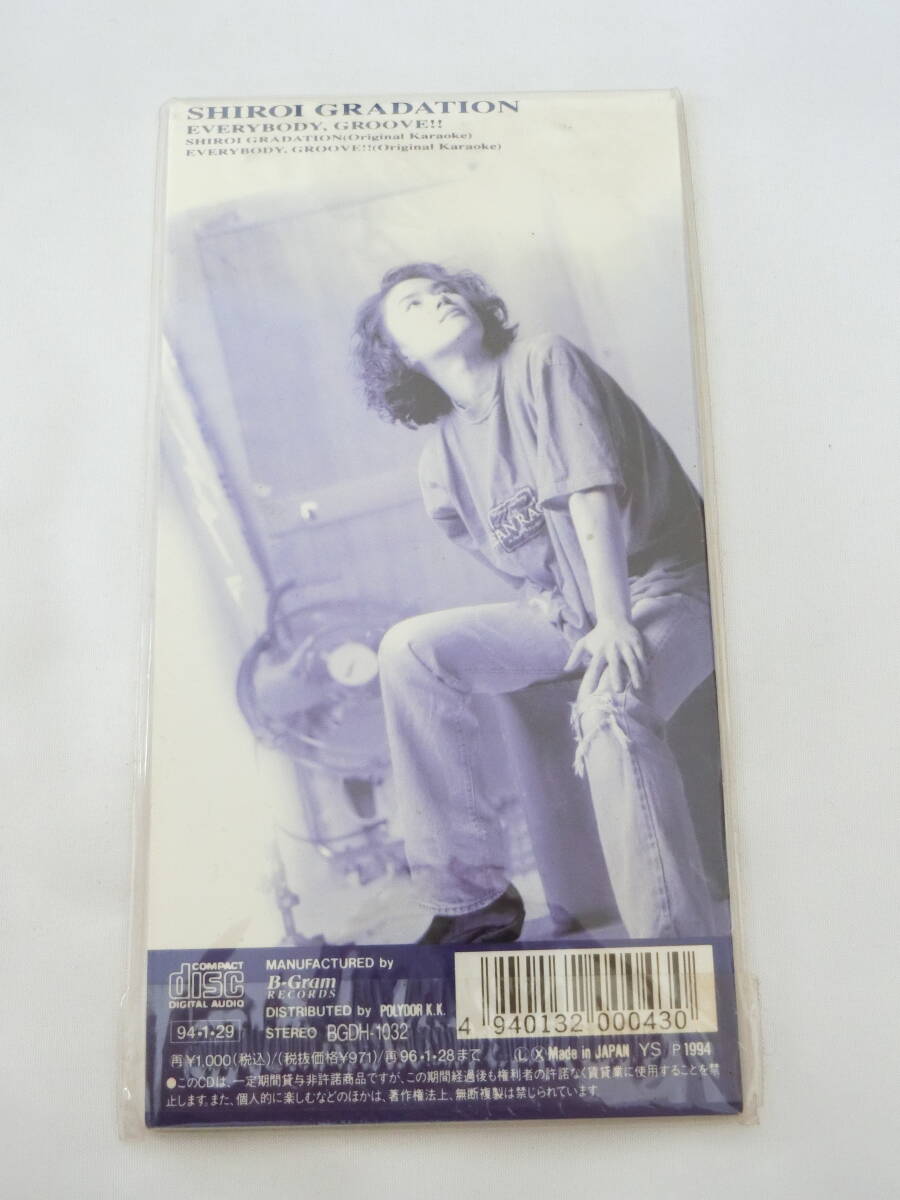 SHIROI GRADATION
EVERYBODY, GROOVE!!
SHIROI GRADATION(Original Karaoke)
EVERYBODY, GROOVE!!(Original Karaoke)
COMPACT
disc
DIGITAL AUDIO
MANUFACTURED by
B-Gram
RECORDS
DISTRIBUTED by POLYDOR K.K.
94・1・29
STEREO BGDH-1032
4 940132 000430
再¥1,000(税込)/(税抜価格¥971)/再96・1・28まで
Ⓛ Ⓧ Made in JAPAN YS P 1994
●このCDは、一定期間貸与非許諾商品ですが、この期間経過後も権利者の許諾なく賃貸業に使用することを禁
止します。また、個人的に楽しむなどのほかは、著作権法上、無断複製は禁じられています。